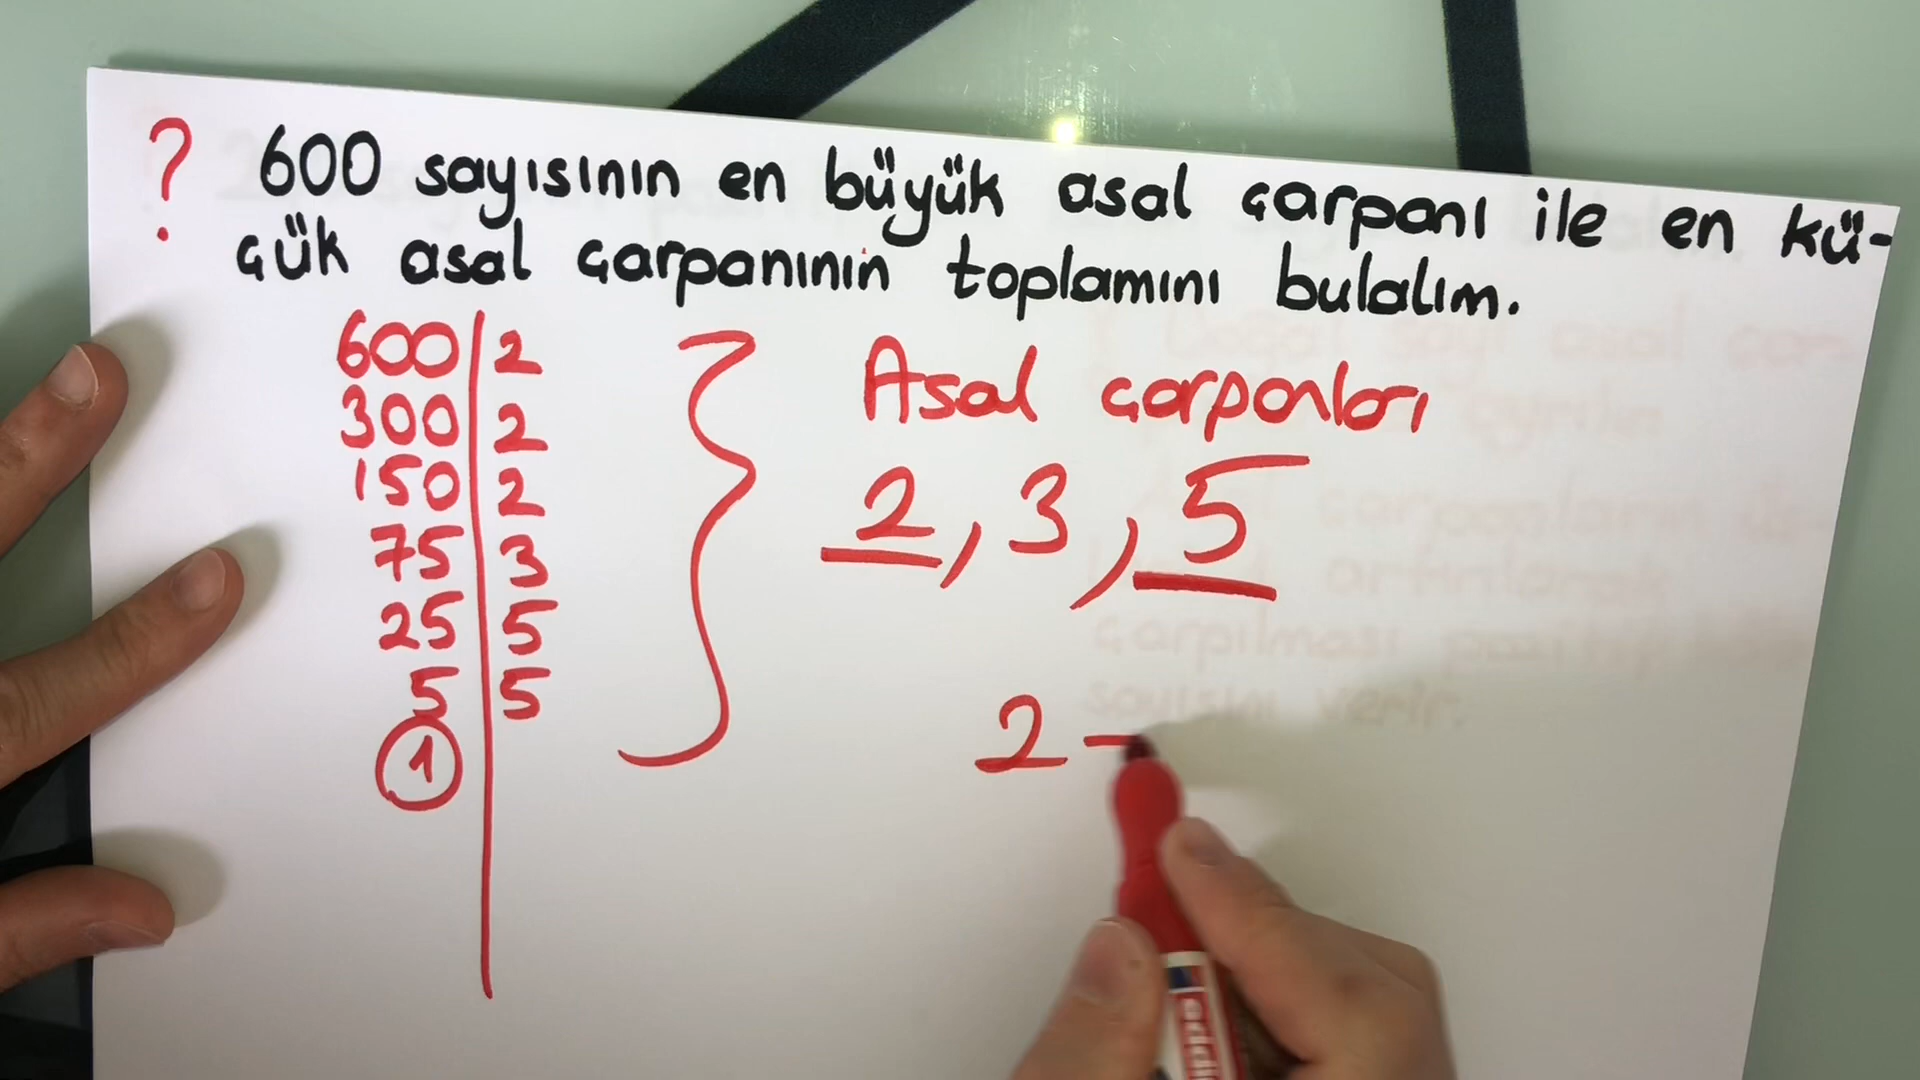 ? 600 sayısının en büyük asal çarpanı ile en kü-
çük asal çarpanının toplamını bulalım.
600 | 2
300 | 2
150 | 2
75 | 3
25 | 5
5 | 5
1
Asal çarpanları
2, 3, 5
2 -